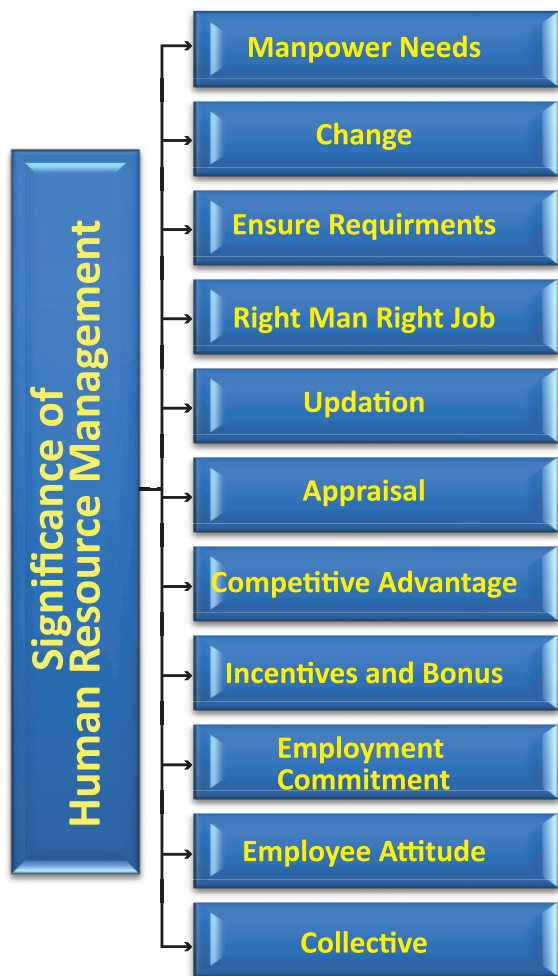 Significance of
Human Resource Management
Manpower Needs
Change
Ensure Requirments
Right Man Right Job
Updation
Appraisal
Competitive Advantage
Incentives and Bonus
Employment
Commitment
Employee Attitude
Collective